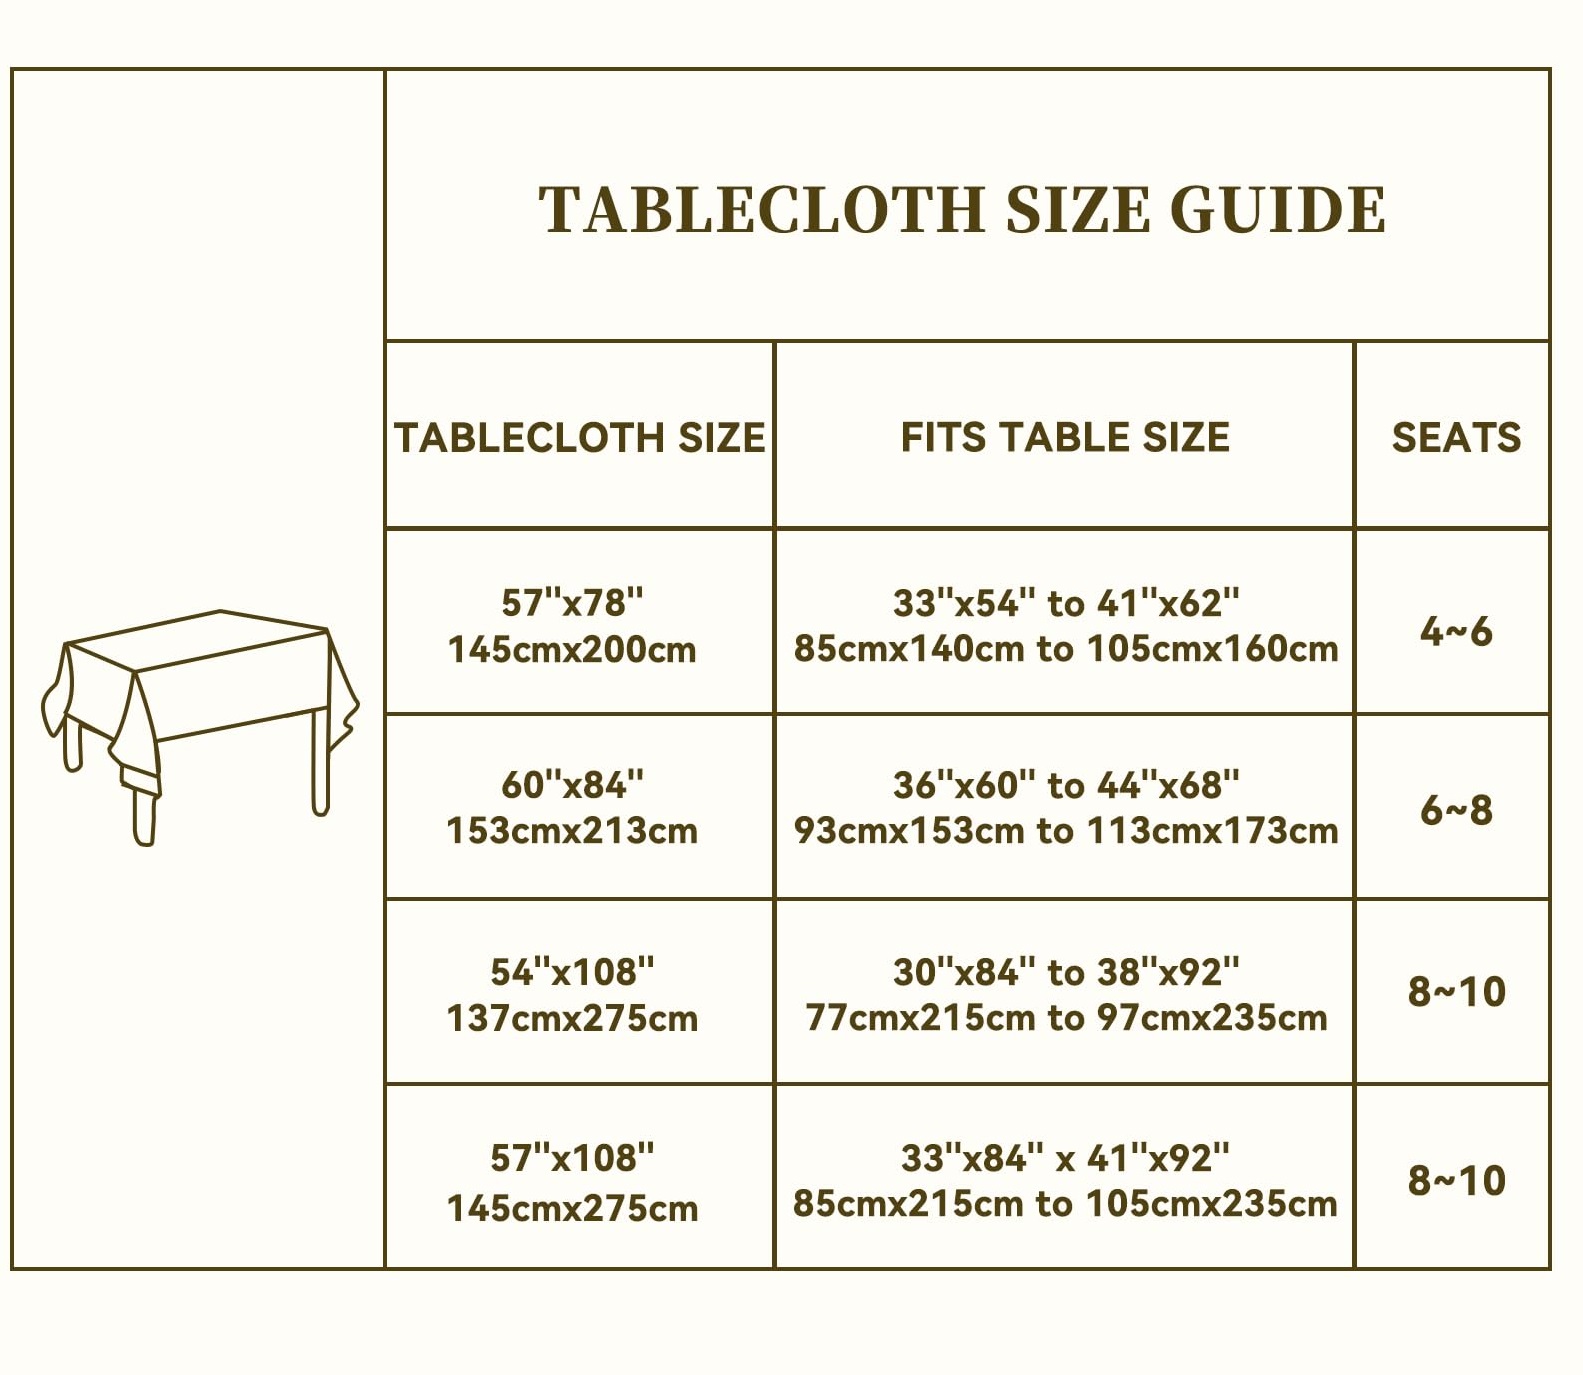 TABLECLOTH SIZE GUIDE
TABLECLOTH SIZE
FITS TABLE SIZE
SEATS
57"x78"
145cmx200cm
33"x54" to 41"x62"
85cmx140cm to 105cmx160cm
4~6
60"x84"
153cmx213cm
36"x60" to 44"x68"
93cmx153cm to 113cmx173cm
6~8
54"x108"
137cmx275cm
30"x84" to 38"x92"
77cmx215cm to 97cmx235cm
8~10
57"x108"
145cmx275cm
33"x84" x 41"x92"
85cmx215cm to 105cmx235cm
8~10